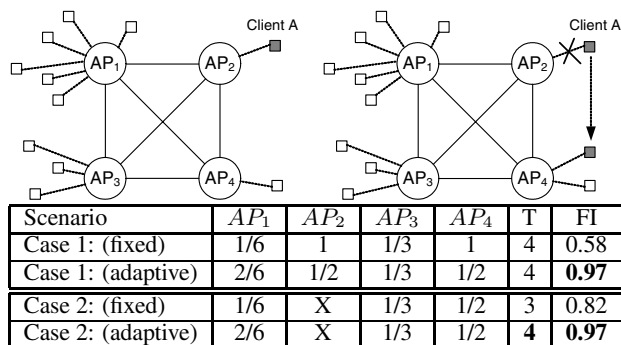 Client A
Client A
AP1
AP2
AP1
AP2
AP3
AP4
AP3
AP4
Scenario AP1 AP2 AP3 AP4 T FI
Case 1: (fixed) 1/6 1 1/3 1 4 0.58
Case 1: (adaptive) 2/6 1/2 1/3 1/2 4 0.97
Case 2: (fixed) 1/6 X 1/3 1/2 3 0.82
Case 2: (adaptive) 2/6 X 1/3 1/2 4 0.97